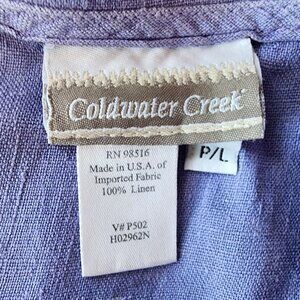 Coldwater Creek
RN 98516
Made in U.S.A. of
Imported Fabric
100% Linen
V# P502
H02962N
P/L